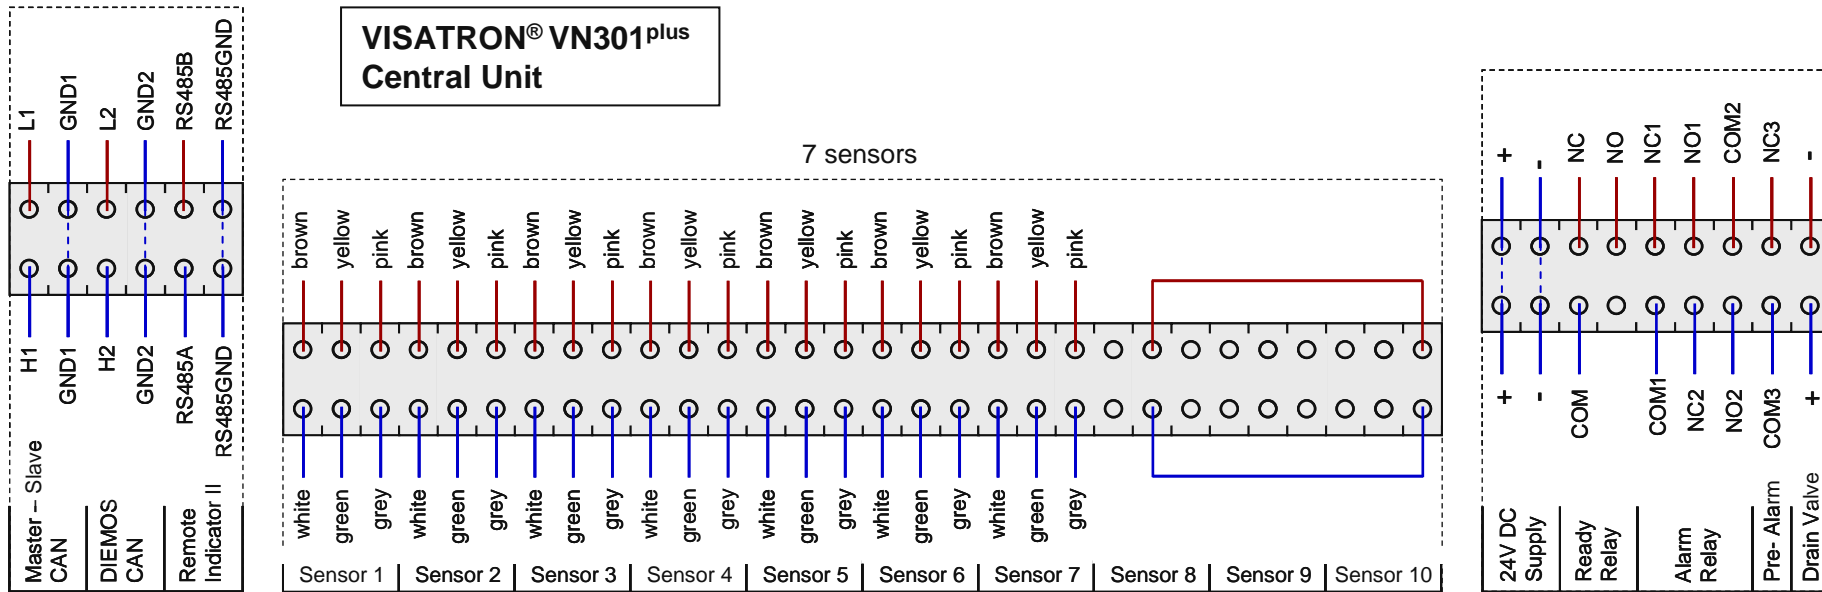 VISATRON® VN301plus
Central Unit
7 sensors
L1 GND1 L2 GND2 RS485B RS485GND
H1 GND1 H2 GND2 RS485A RS485GND
Master – Slave
CAN
DIEMOS
CAN
Remote
Indicator II
brown yellow pink brown yellow pink brown yellow pink brown yellow pink brown yellow pink brown yellow pink brown yellow pink
white green grey white green grey white green grey white green grey white green grey white green grey white green grey
Sensor 1 Sensor 2 Sensor 3 Sensor 4 Sensor 5 Sensor 6 Sensor 7 Sensor 8 Sensor 9 Sensor 10
+ - NC NO NC1 NO1 COM2 NC3 -
+ - COM COM1 NC2 NO2 COM3 +
24V DC
Supply
Ready
Relay
Alarm
Relay
Pre- Alarm
Drain Valve